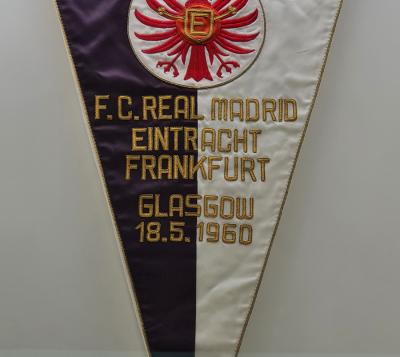 E
F.C.REAL MADRID
EINTRACHT
FRANKFURT
GLASGOW
18.5.1960